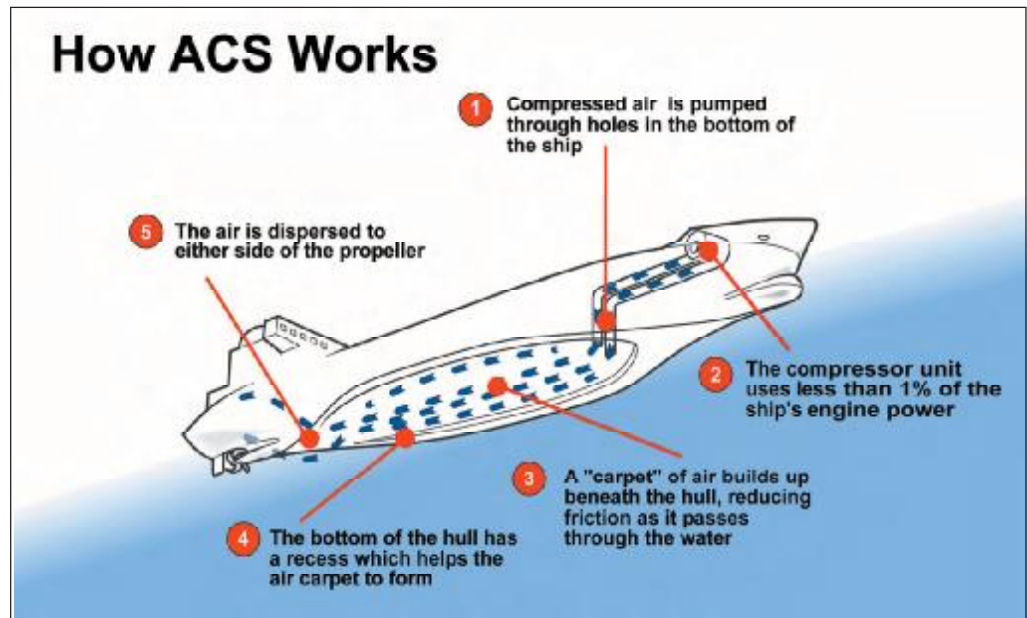 How ACS Works
1
Compressed air is pumped
through holes in the bottom of
the ship
5
The air is dispersed to
either side of the propeller
2
The compressor unit
uses less than 1% of the
ship's engine power
3
A "carpet" of air builds up
beneath the hull, reducing
friction as it passes
through the water
4
The bottom of the hull has
a recess which helps the
air carpet to form